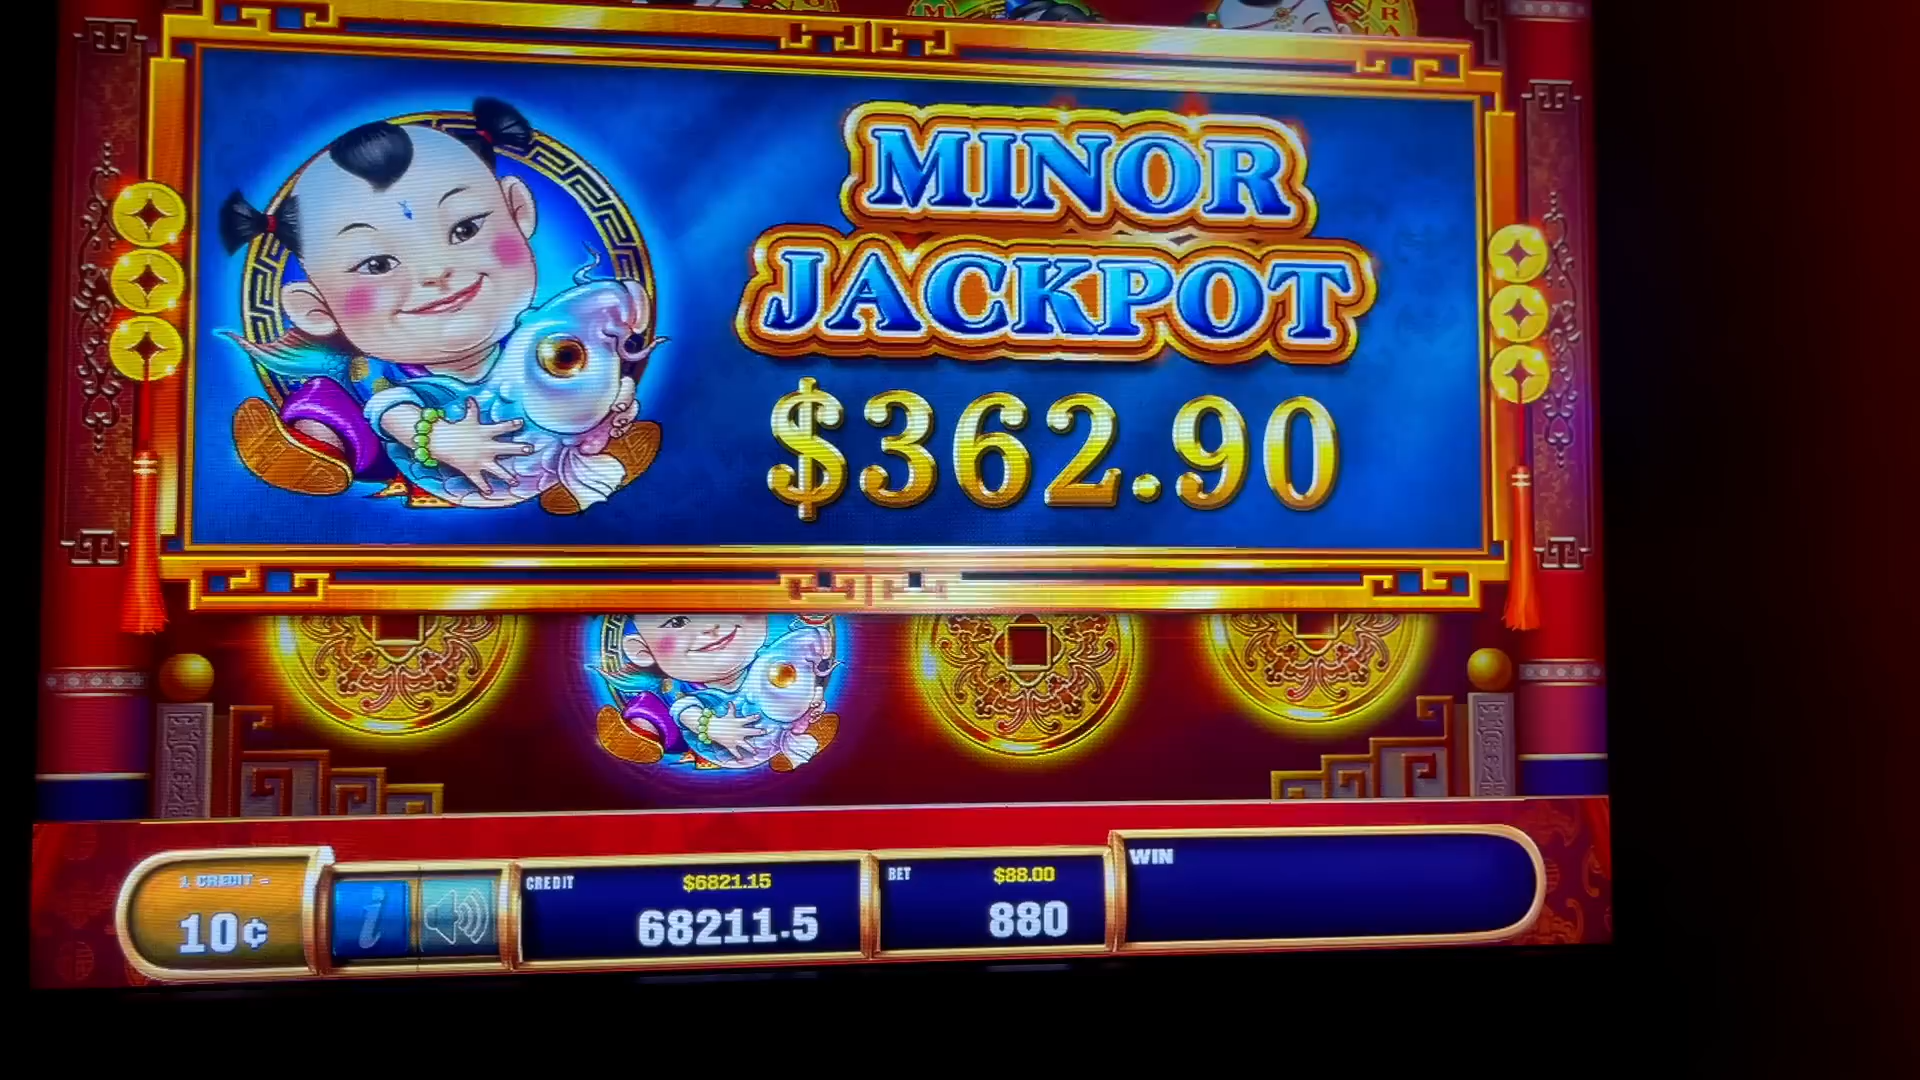 MINOR
JACKPOT
$362.90
1 CREDIT =
10¢
i
CREDIT
$6821.15
68211.5
BET
$88.00
880
WIN